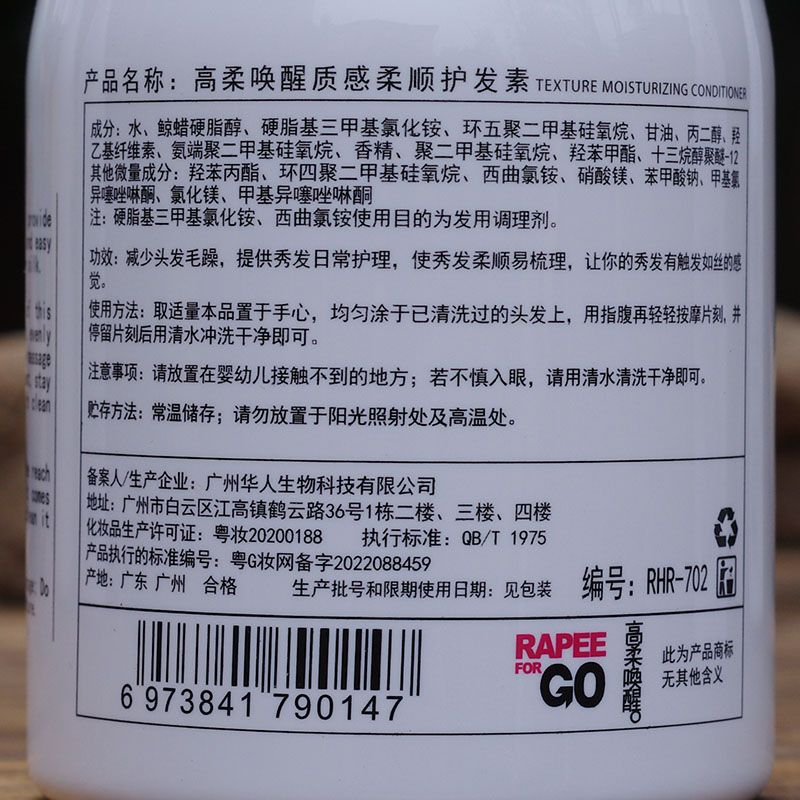 产品名称：高柔唤醒质感柔顺护发素 TEXTURE MOISTURIZING CONDITIONER
成分：水、鲸蜡硬脂醇、硬脂基三甲基氯化铵、环五聚二甲基硅氧烷、甘油、丙二醇、羟
乙基纤维素、氨端聚二甲基硅氧烷、香精、聚二甲基硅氧烷、羟苯甲酯、十三烷醇聚醚-12
其他微量成分：羟苯丙酯、环四聚二甲基硅氧烷、西曲氯铵、硝酸镁、苯甲酸钠、甲基氯
异噻唑啉酮、氯化镁、甲基异噻唑啉酮
注：硬脂基三甲基氯化铵、西曲氯铵使用目的为发用调理剂。
功效：减少头发毛躁，提供秀发日常护理，使秀发柔顺易梳理，让你的秀发有触发如丝的感
觉。
使用方法：取适量本品置于手心，均匀涂于已清洗过的头发上，用指腹再轻轻按摩片刻，并
停留片刻后用清水冲洗干净即可。
注意事项：请放置在婴幼儿接触不到的地方；若不慎入眼，请用清水清洗干净即可。
贮存方法：常温储存；请勿放置于阳光照射处及高温处。
备案人/生产企业：广州华人生物科技有限公司
地址：广州市白云区江高镇鹤云路36号1栋二楼、三楼、四楼
化妆品生产许可证：粤妆20200188 执行标准：QB/T 1975
产品执行的标准编号：粤G妆网备字2022088459
产地：广东 广州 合格 生产批号和限期使用日期：见包装
编号：RHR-702
6 973841 790147
RAPEE
FOR GO
高柔唤醒
此为产品商标
无其他含义
provide
and easy
silk.
of this
evenly
massage
stay
clean
reach
comes
it
Do